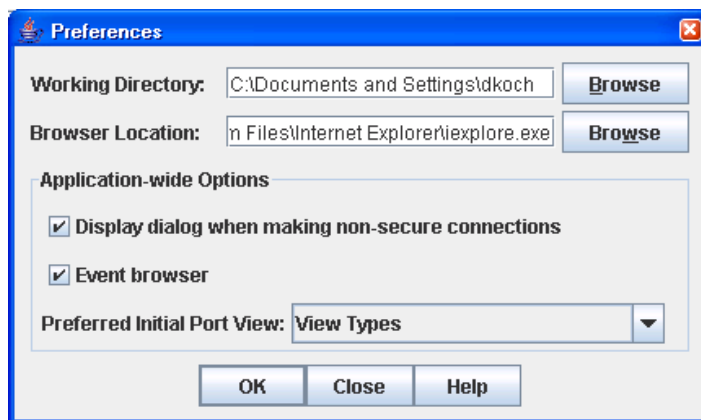 Preferences
Working Directory: C:\Documents and Settings\dkoch Browse
Browser Location: n Files\Internet Explorer\iexplore.exe Browse
Application-wide Options
Display dialog when making non-secure connections
Event browser
Preferred Initial Port View: View Types
OK Close Help